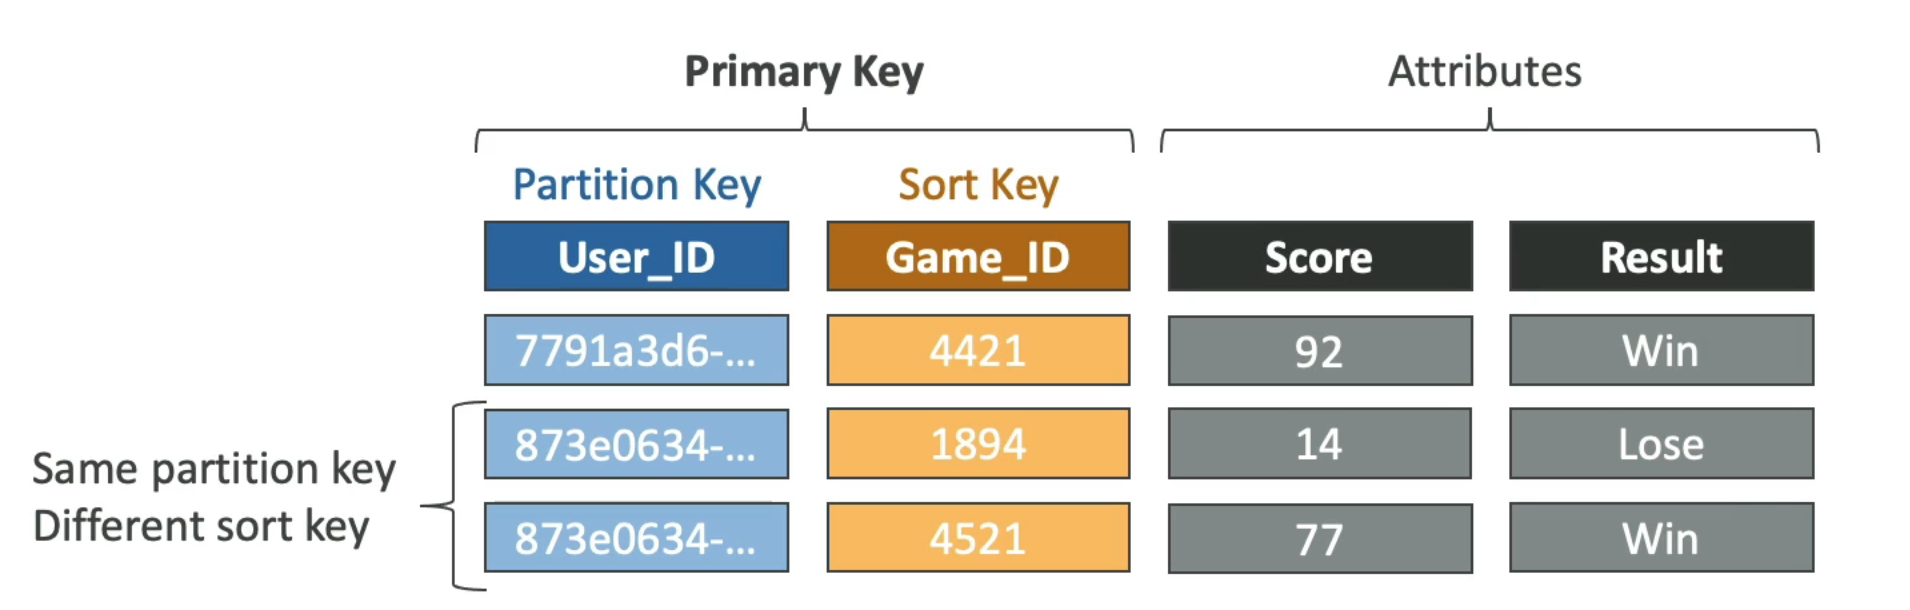 Primary Key
Attributes
Partition Key
Sort Key
User_ID
Game_ID
Score
Result
7791a3d6-...
4421
92
Win
Same partition key
Different sort key
873e0634-...
1894
14
Lose
873e0634-...
4521
77
Win